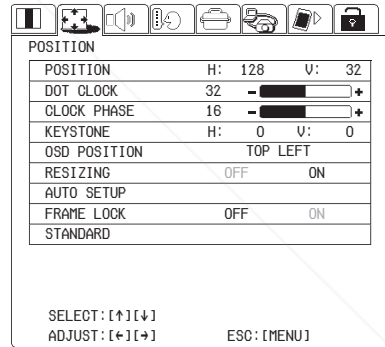 POSITION
POSITION H: 128 V: 32
DOT CLOCK 32 - +
CLOCK PHASE 16 - +
KEYSTONE H: 0 V: 0
OSD POSITION TOP LEFT
RESIZING OFF ON
AUTO SETUP
FRAME LOCK OFF ON
STANDARD
SELECT:[↑][↓]
ADJUST:[←][→] ESC:[MENU]